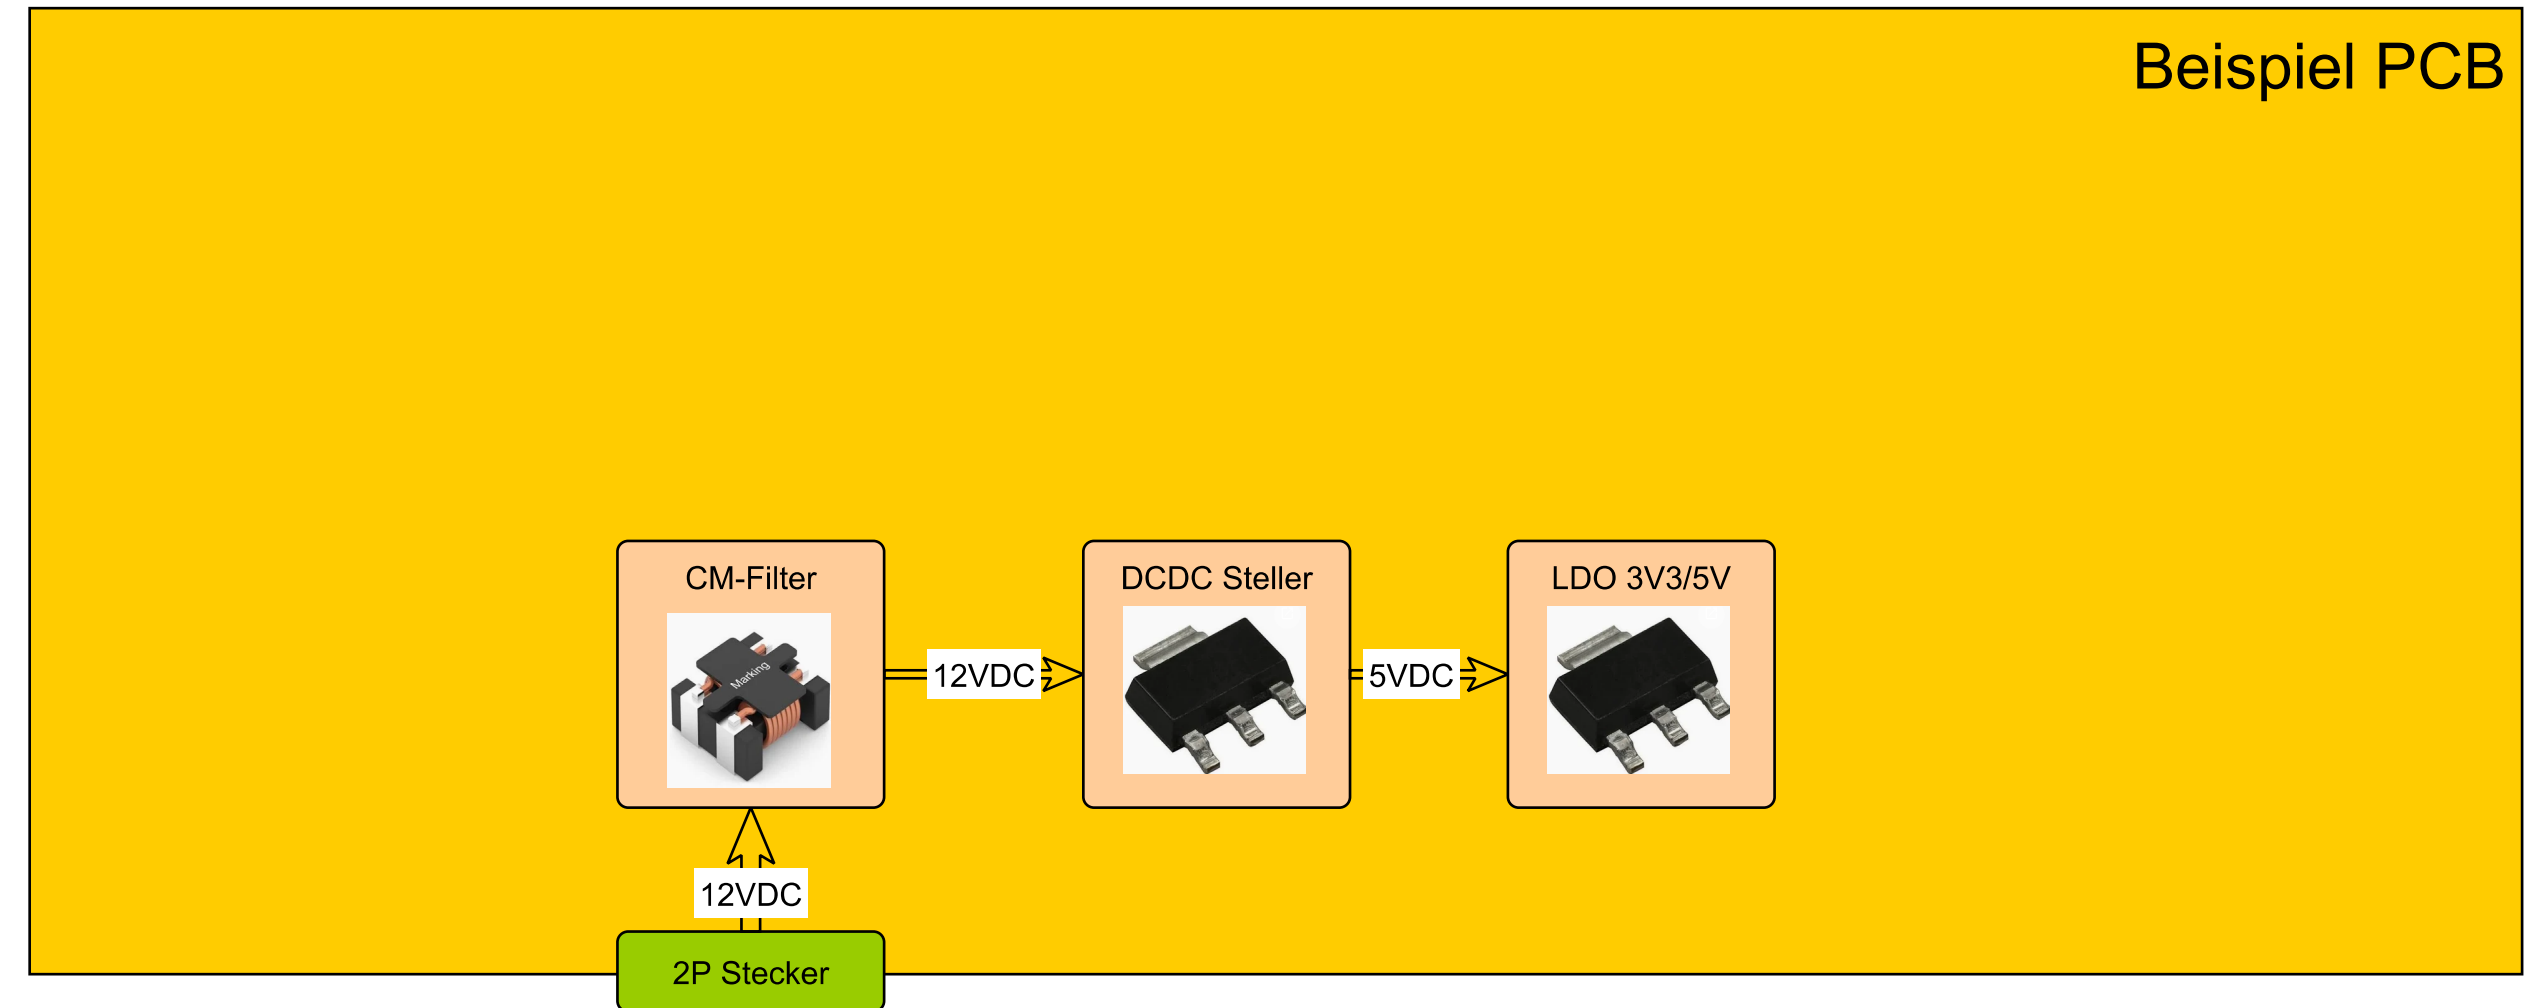 Beispiel PCB
CM-Filter
Marking
12VDC
DCDC Steller
5VDC
LDO 3V3/5V
12VDC
2P Stecker